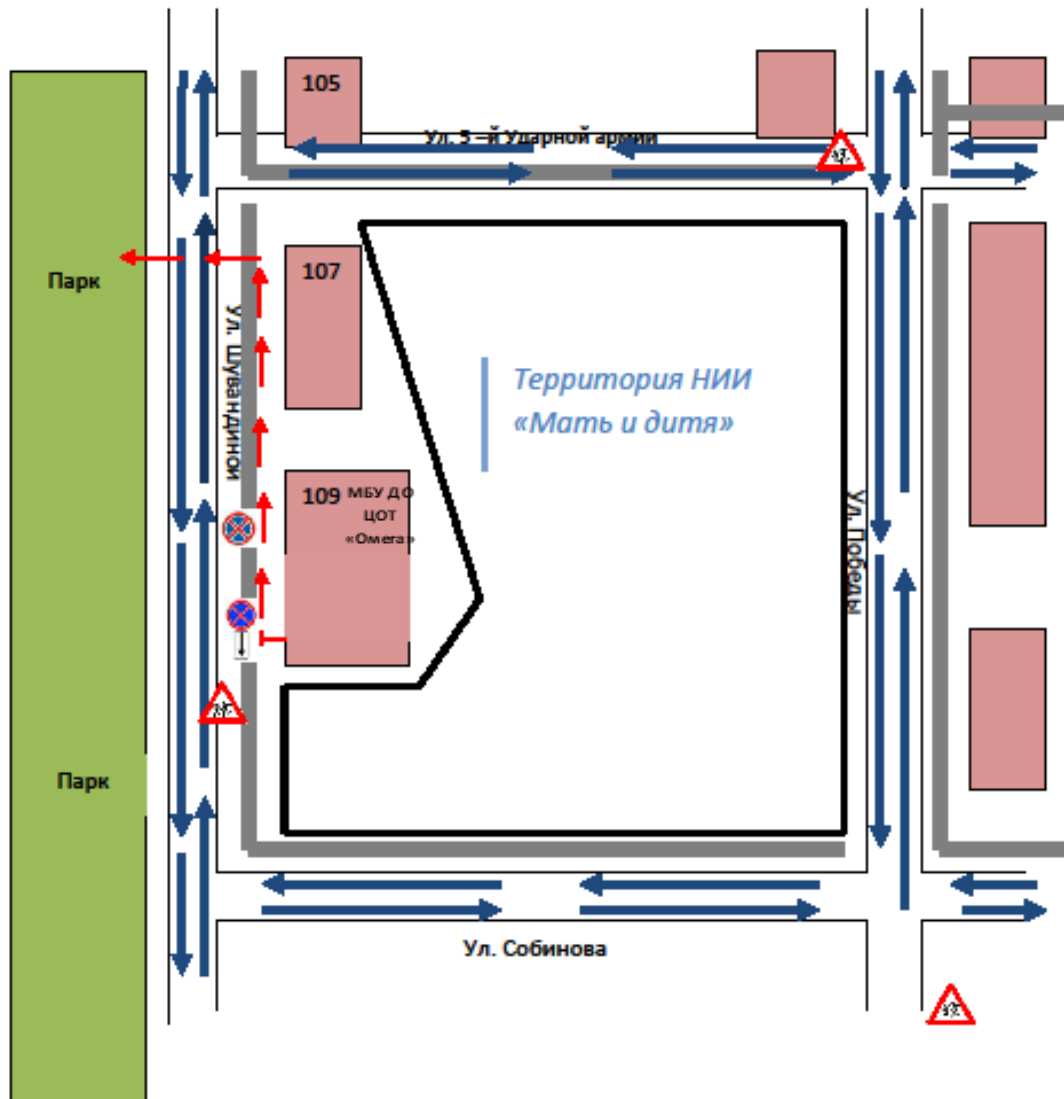 105
Ул. 5 –й Ударной армии
Парк
107
Ул. Шувандиной
Территория НИИ
«Мать и дитя»
109 МБУ ДО
ЦОТ
«Омега»
Ул. Победы
Парк
Ул. Собинова